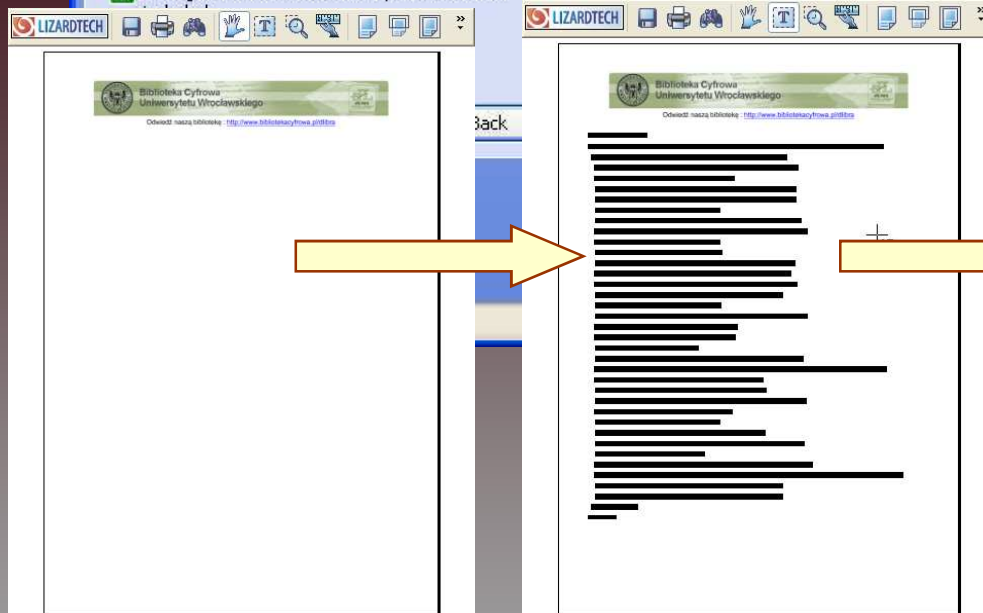 LIZARDTECH
Biblioteka Cyfrowa
Uniwersytetu Wrocławskiego
Odwiedź naszą bibliotekę : http://www.bibliotekacyfrowa.pl/dlibra
Back
LIZARDTECH
Biblioteka Cyfrowa
Uniwersytetu Wrocławskiego
Odwiedź naszą bibliotekę : http://www.bibliotekacyfrowa.pl/dlibra